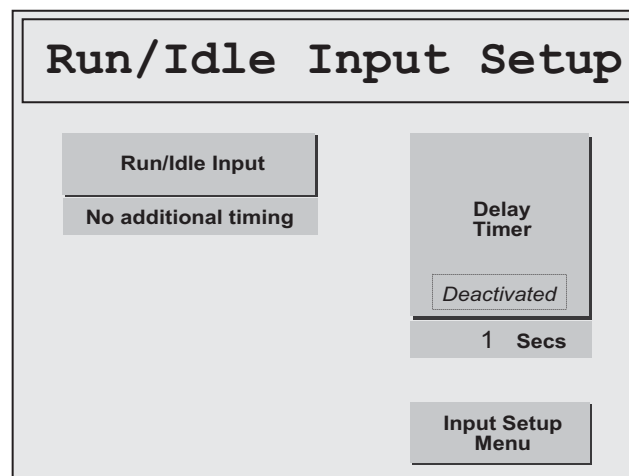 Run/Idle Input Setup
Run/Idle Input
No additional timing
Delay
Timer
Deactivated
1 Secs
Input Setup
Menu